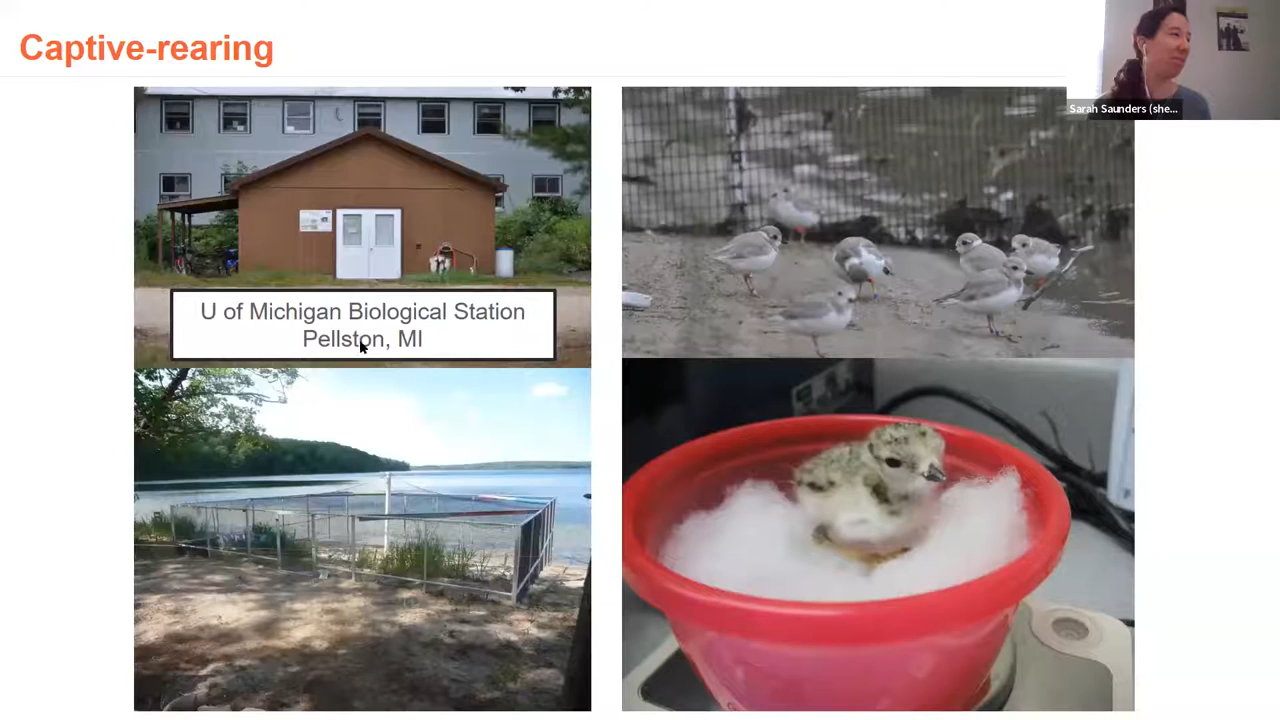 Captive-rearing
Sarah Saunders (she...
U of Michigan Biological Station
Pellston, MI